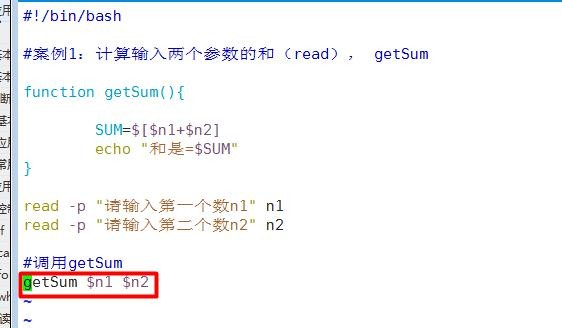 #!/bin/bash
#案例1：计算输入两个参数的和（read）， getSum
function getSum(){
SUM=$[$n1+$n2]
echo "和是=$SUM"
}
read -p "请输入第一个数n1" n1
read -p "请输入第二个数n2" n2
#调用getSum
getSum $n1 $n2
~
~